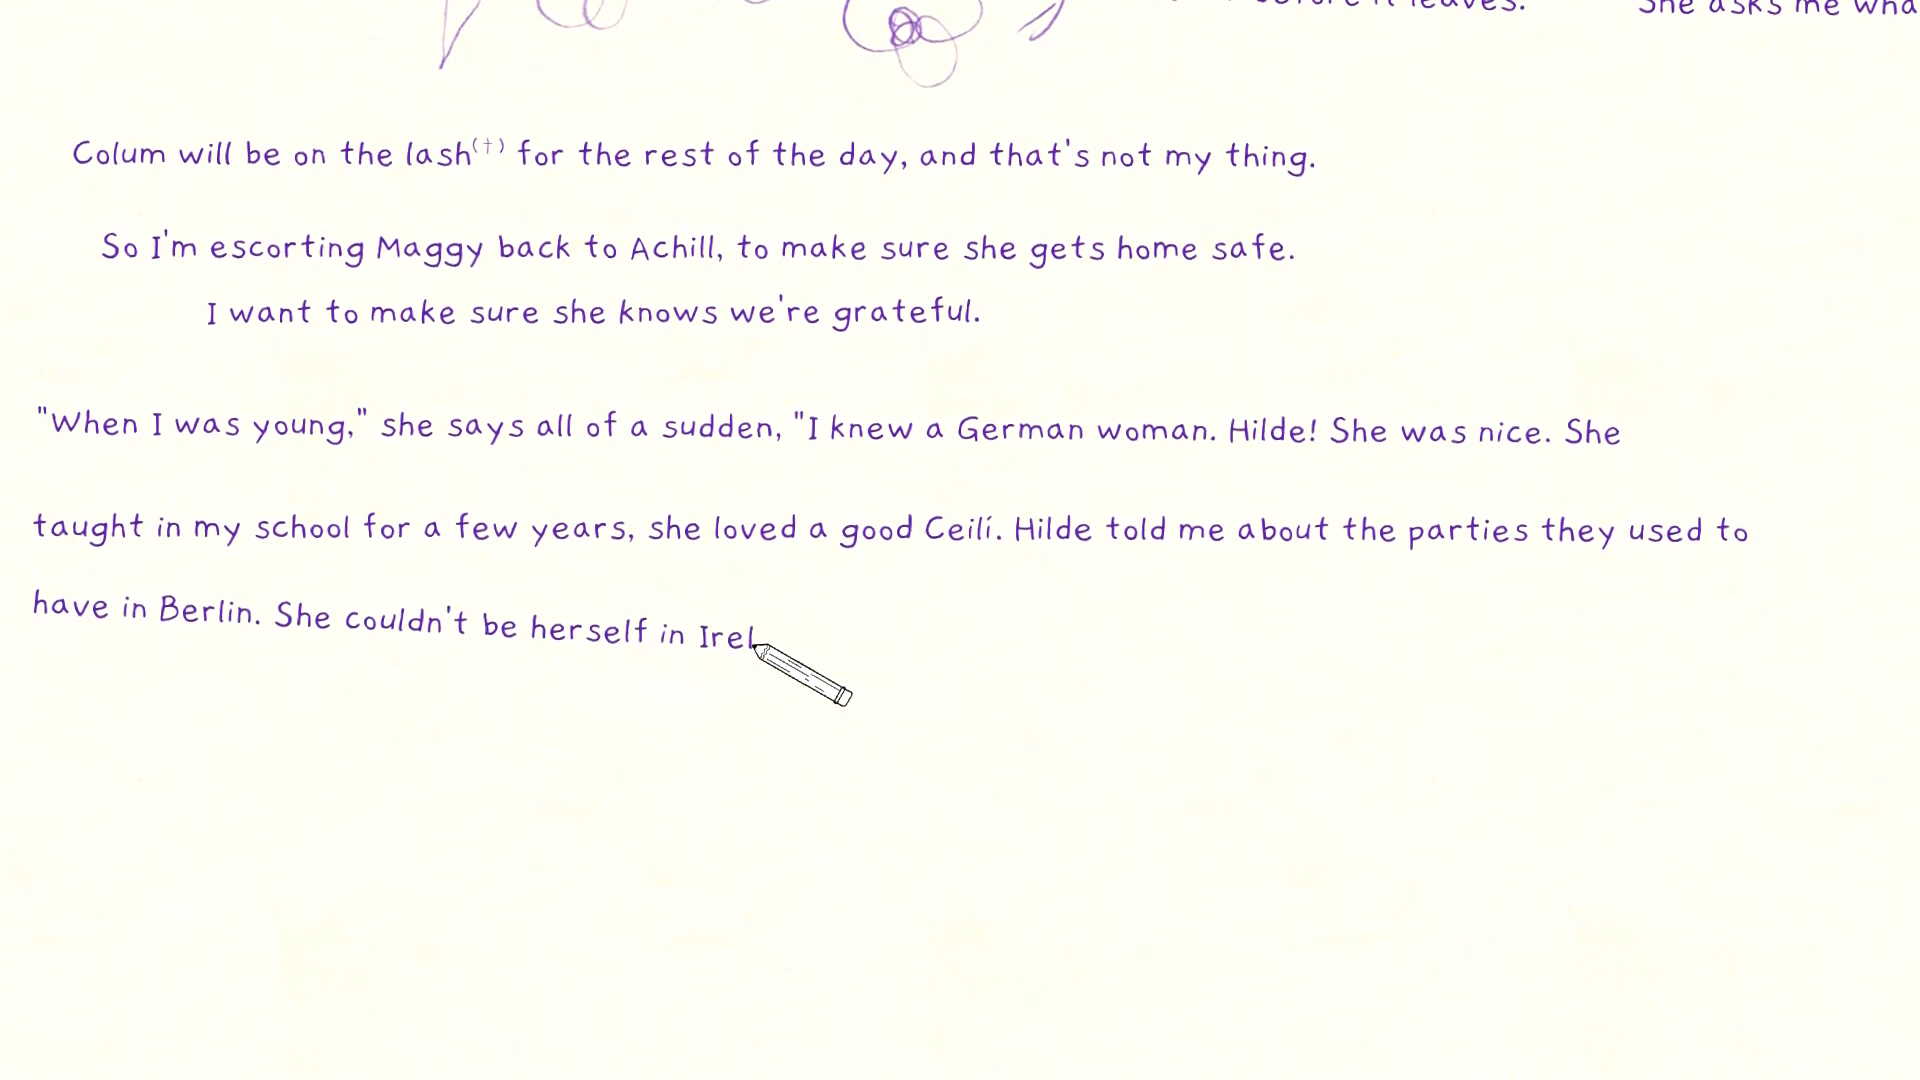 She asks me
Colum will be on the lash(†) for the rest of the day, and that's not my thing.
So I'm escorting Maggy back to Achill, to make sure she gets home safe.
I want to make sure she knows we're grateful.
"When I was young," she says all of a sudden, "I knew a German woman. Hilde! She was nice. She
taught in my school for a few years, she loved a good Ceilí. Hilde told me about the parties they used to
have in Berlin. She couldn't be herself in Irel